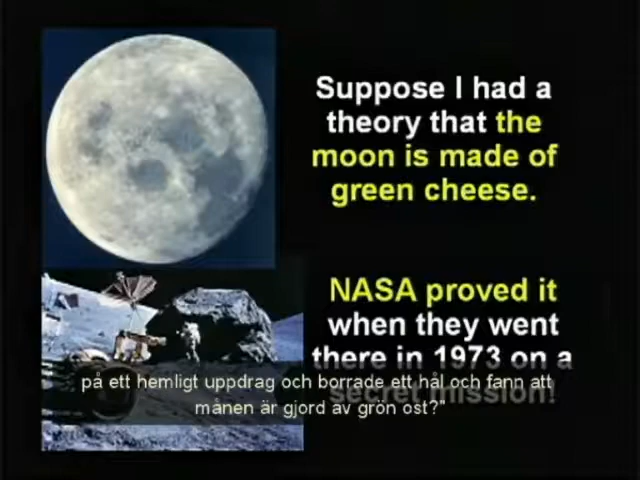 Suppose I had a
theory that the
moon is made of
green cheese.
NASA proved it
when they went
there in 1973 on a
secret mission!
på ett hemligt uppdrag och borrade ett hål och fann att
månen är gjord av grön ost?"